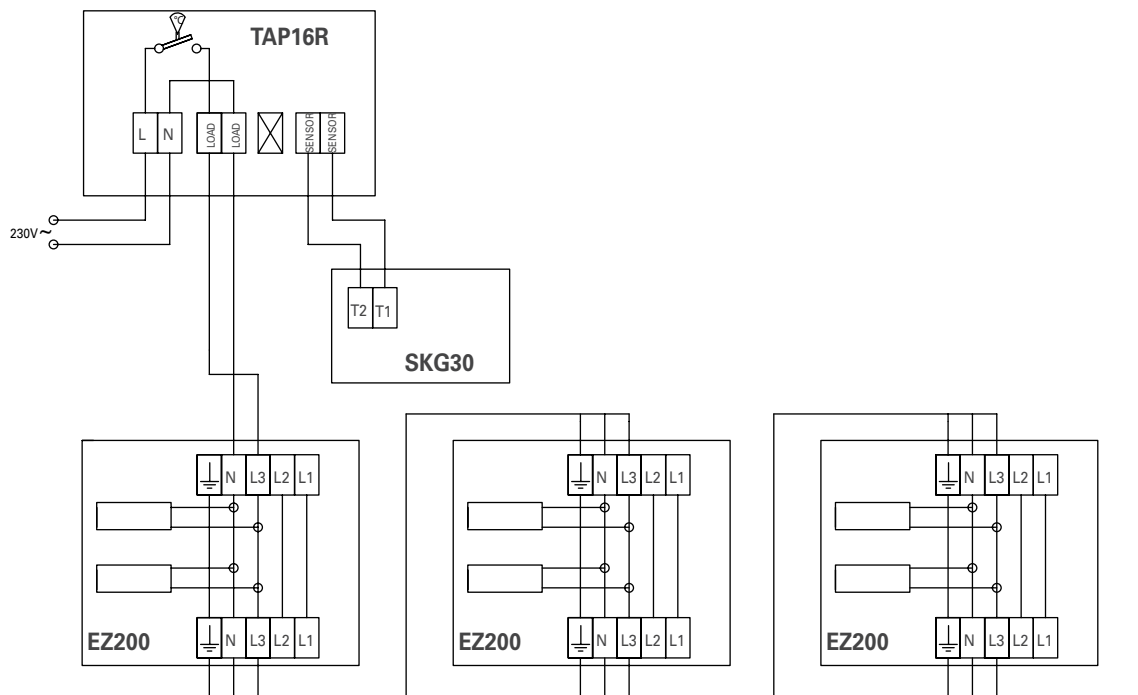 °C
TAP16R
L N LOAD LOAD SENSOR SENSOR
230V~
T2 T1
SKG30
N L3 L2 L1
N L3 L2 L1
N L3 L2 L1
EZ200 N L3 L2 L1
EZ200 N L3 L2 L1
EZ200 N L3 L2 L1